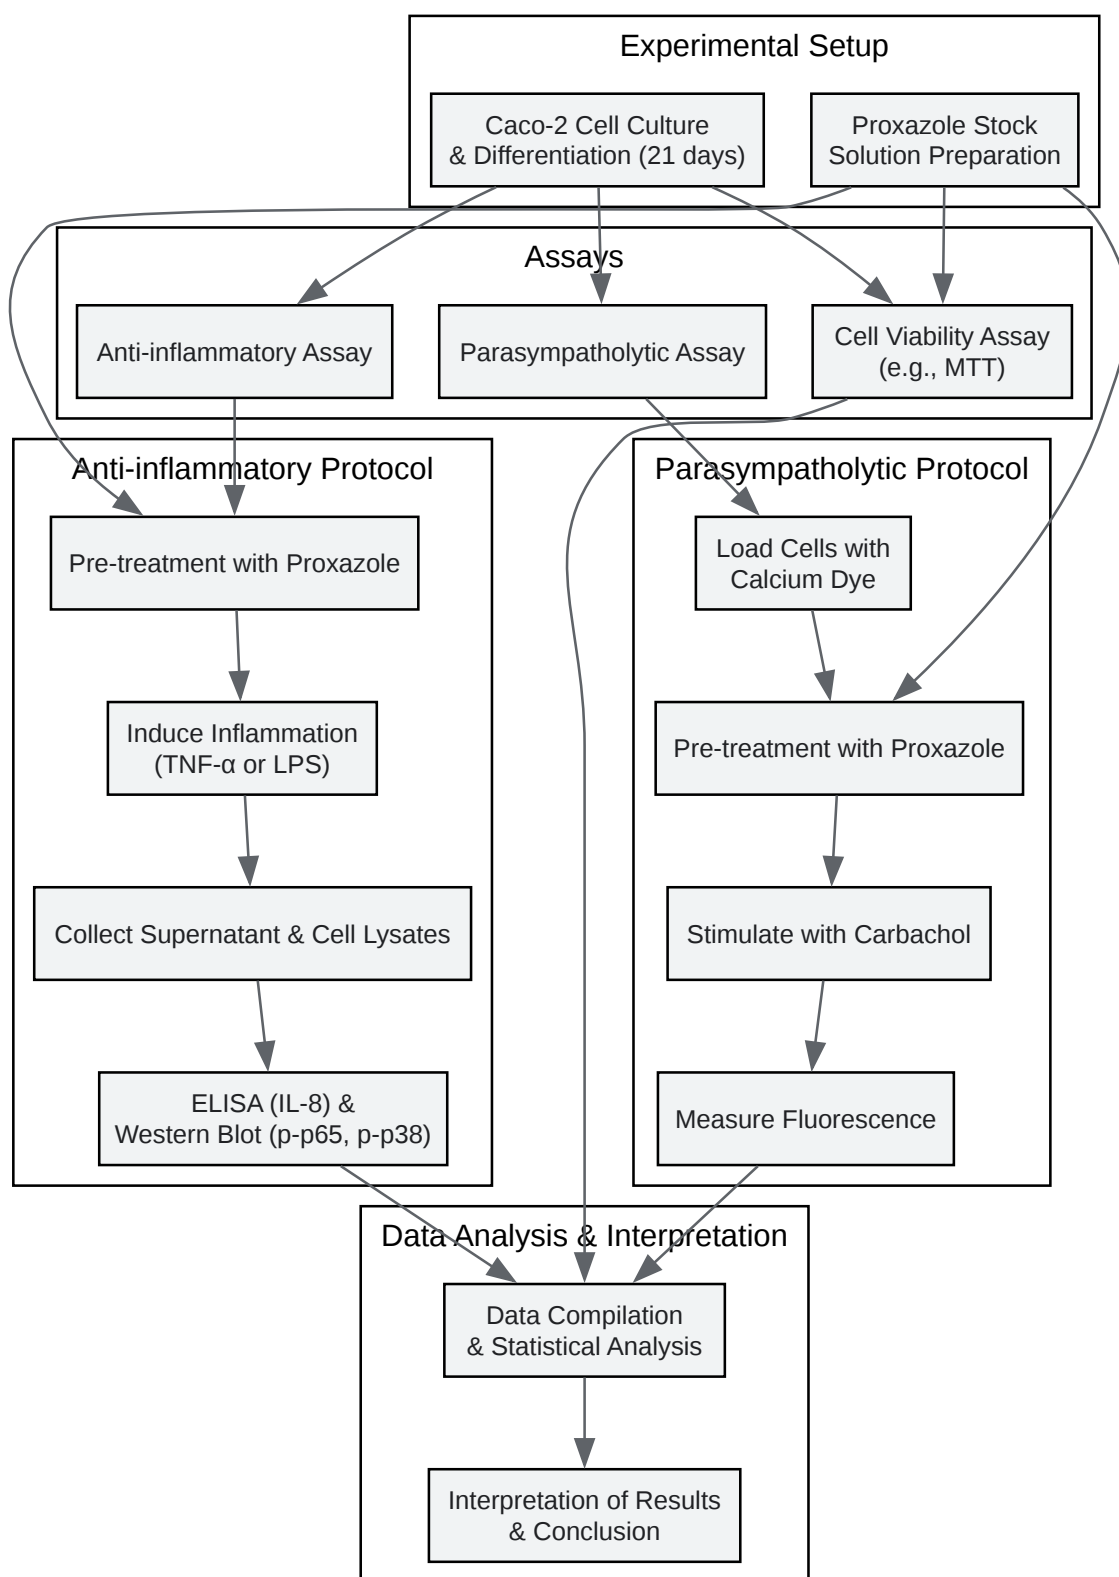 Experimental Setup
Caco-2 Cell Culture
& Differentiation (21 days)
Proxazole Stock
Solution Preparation
Assays
Anti-inflammatory Assay
Parasympatholytic Assay
Cell Viability Assay
(e.g., MTT)
Anti-inflammatory Protocol
Pre-treatment with Proxazole
Induce Inflammation
(TNF-α or LPS)
Collect Supernatant & Cell Lysates
ELISA (IL-8) &
Western Blot (p-p65, p-p38)
Parasympatholytic Protocol
Load Cells with
Calcium Dye
Pre-treatment with Proxazole
Stimulate with Carbachol
Measure Fluorescence
Data Analysis & Interpretation
Data Compilation
& Statistical Analysis
Interpretation of Results
& Conclusion